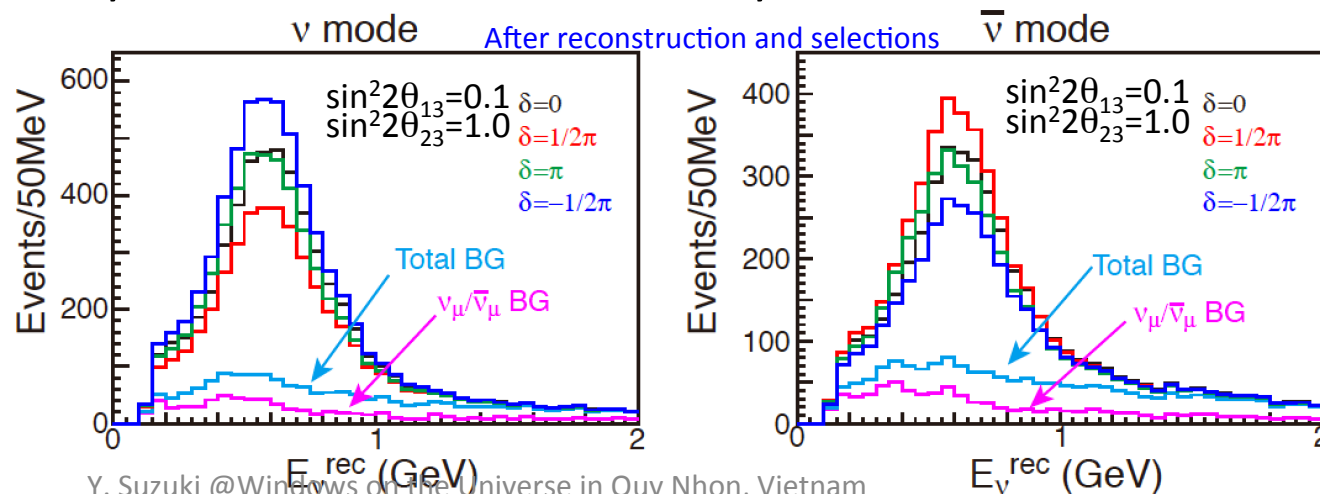 ν mode
After reconstruction and selections
ν̅ mode
Events/50MeV
600
400
200
0
sin²2θ₁₃=0.1
sin²2θ₂₃=1.0
δ=0
δ=1/2π
δ=π
δ=−1/2π
Total BG
νμ/ν̅μ BG
0
1
2
Eνʳᵉᶜ (GeV)
Events/50MeV
400
300
200
100
0
sin²2θ₁₃=0.1
sin²2θ₂₃=1.0
δ=0
δ=1/2π
δ=π
δ=−1/2π
Total BG
νμ/ν̅μ BG
0
1
2
Eν̅ʳᵉᶜ (GeV)
Y. Suzuki @Windows on the Universe in Quy Nhon, Vietnam